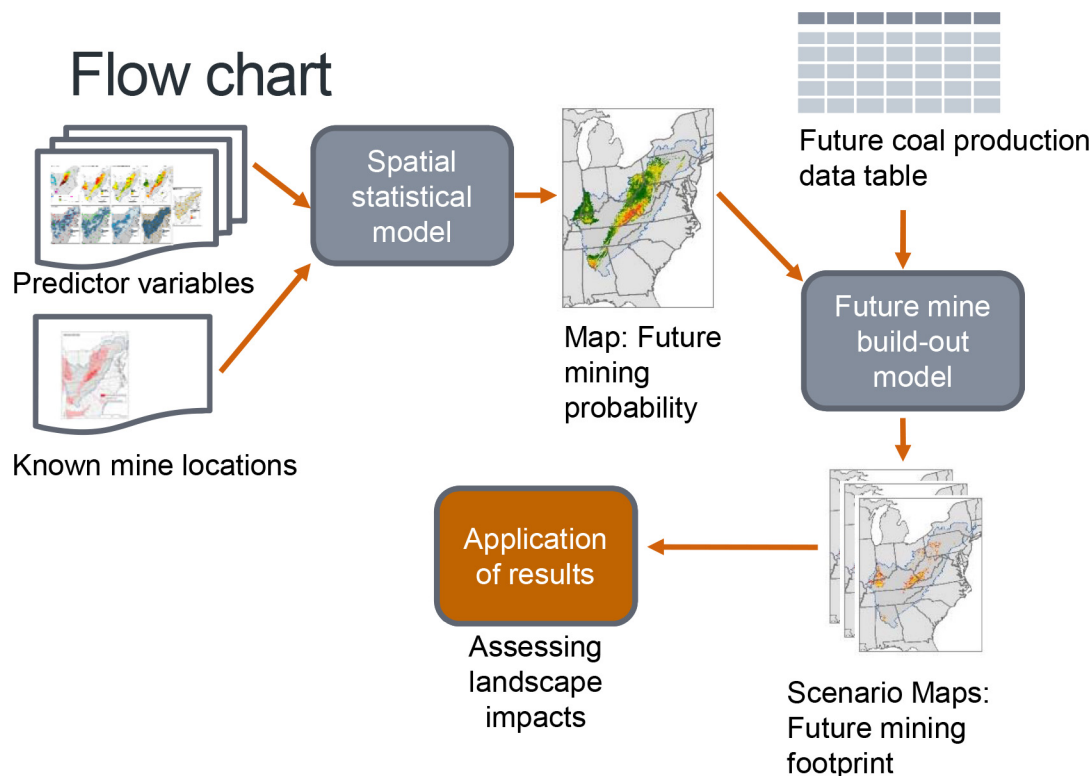 Flow chart
Predictor variables
Known mine locations
Spatial
statistical
model
Map: Future
mining
probability
Future coal production
data table
Future mine
build-out
model
Scenario Maps:
Future mining
footprint
Application
of results
Assessing
landscape
impacts